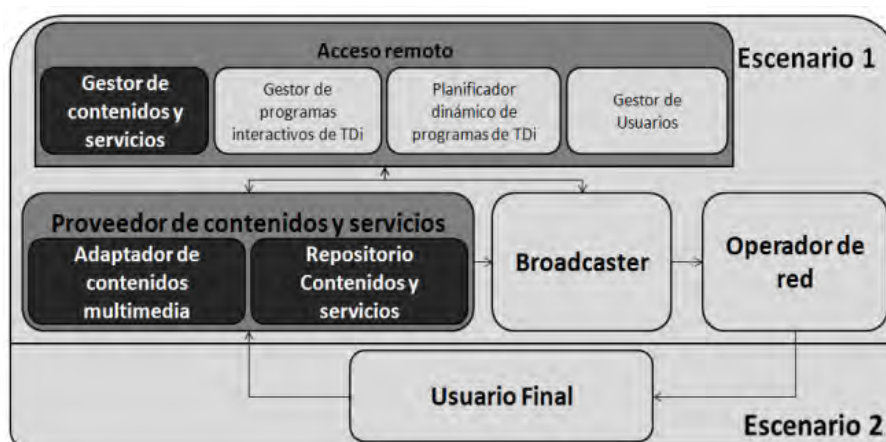 Acceso remoto
Escenario 1
Gestor de
contenidos y
servicios
Gestor de
programas
interactivos de TDi
Planificador
dinámico de
programas de TDi
Gestor de
Usuarios
Proveedor de contenidos y servicios
Adaptador de
contenidos
multimedia
Repositorio
Contenidos y
servicios
Broadcaster
Operador de
red
Usuario Final
Escenario 2